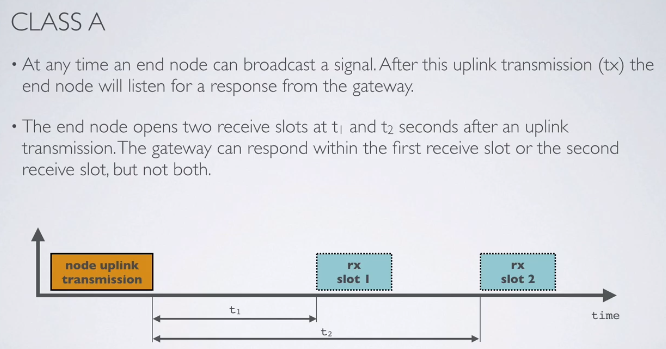 CLASS A
• At any time an end node can broadcast a signal. After this uplink transmission (tx) the
end node will listen for a response from the gateway.
• The end node opens two receive slots at t₁ and t₂ seconds after an uplink
transmission. The gateway can respond within the first receive slot or the second
receive slot, but not both.
node uplink
transmission
rx
slot 1
rx
slot 2
t₁
time
t₂